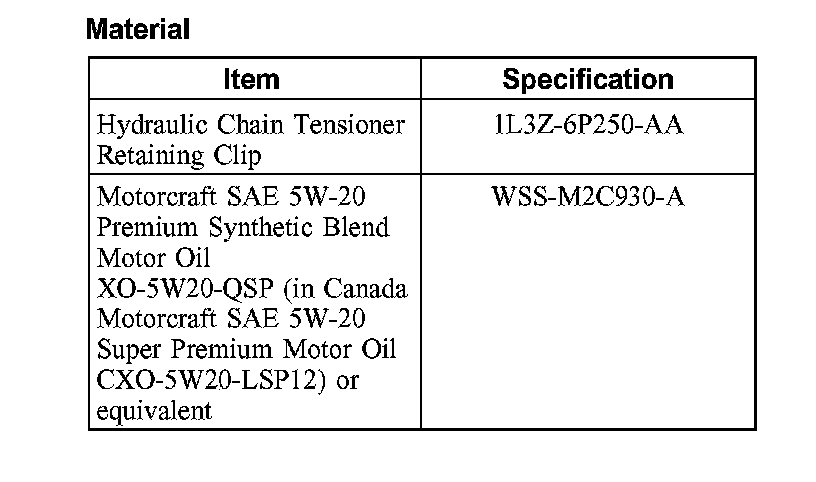 Material
Item Specification
Hydraulic Chain Tensioner 1L3Z-6P250-AA
Retaining Clip
Motorcraft SAE 5W-20 WSS-M2C930-A
Premium Synthetic Blend
Motor Oil
XO-5W20-QSP (in Canada
Motorcraft SAE 5W-20
Super Premium Motor Oil
CXO-5W20-LSP12) or
equivalent